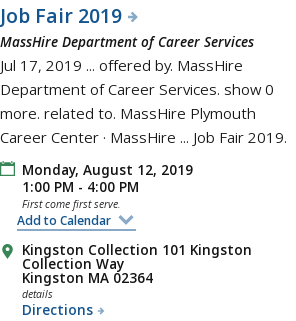 Job Fair 2019
MassHire Department of Career Services
Jul 17, 2019 ... offered by. MassHire
Department of Career Services. show 0
more. related to. MassHire Plymouth
Career Center · MassHire ... Job Fair 2019.
Monday, August 12, 2019
1:00 PM - 4:00 PM
First come first serve.
Add to Calendar
Kingston Collection 101 Kingston
Collection Way
Kingston MA 02364
details
Directions